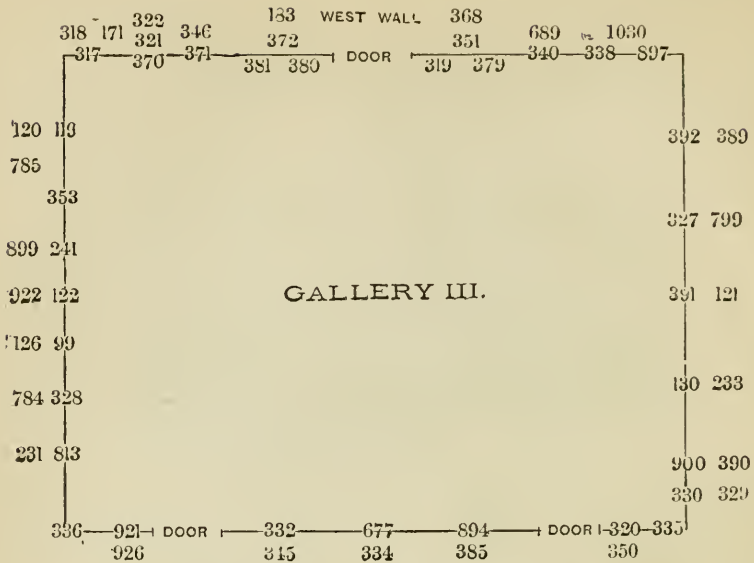 322 183 WEST WALL 368
318 171 321 346 372 351 689 1030
317 370 371 381 380 DOOR 319 379 340 338 897
120 392 389
785
353
327 799
899 241
922 122 GALLERY III. 391 121
126 99
784 328 130 233
231 813 900 390
330 329
336 921 DOOR 332 677 894 DOOR 320 335
926 315 334 385 350